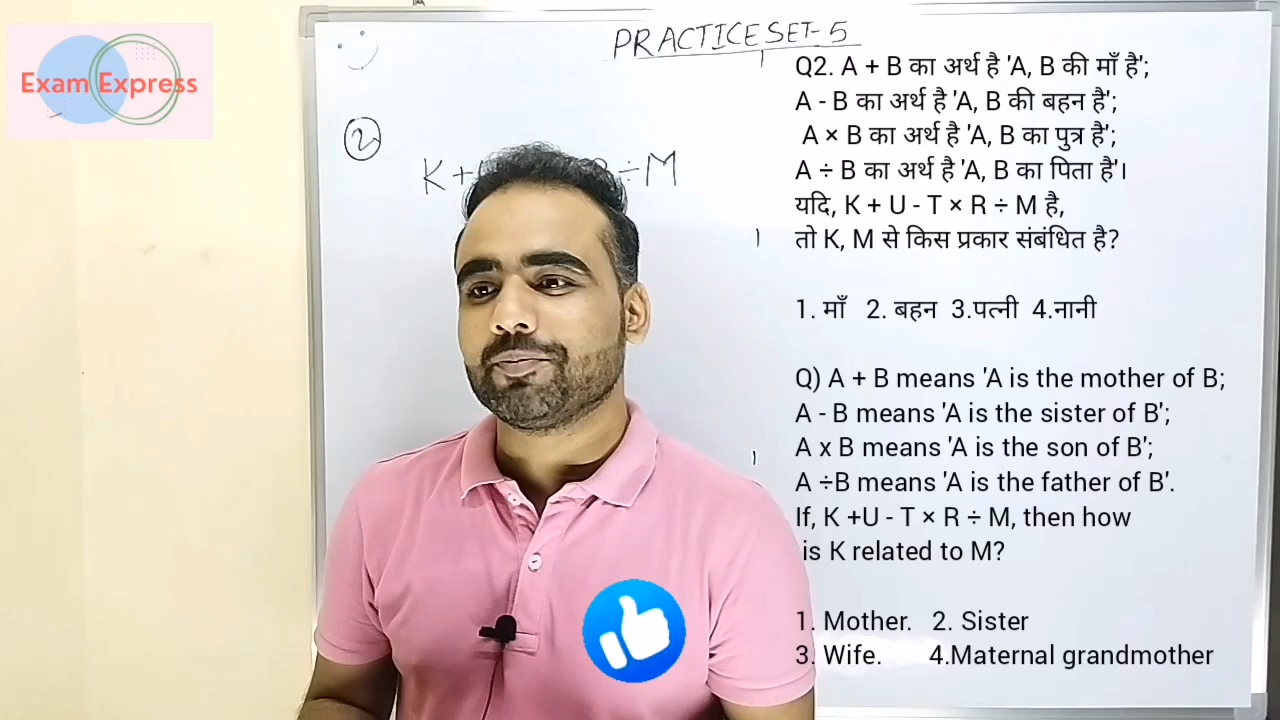 Exam Express
PRACTICE SET-5
2
K+
÷M
Q2. A + B का अर्थ है 'A, B की माँ है';
A - B का अर्थ है 'A, B की बहन है';
A × B का अर्थ है 'A, B का पुत्र है';
A ÷ B का अर्थ है 'A, B का पिता है'।
यदि, K + U - T × R ÷ M है,
तो K, M से किस प्रकार संबंधित है?
1. माँ 2. बहन 3.पत्नी 4.नानी
Q) A + B means 'A is the mother of B;
A - B means 'A is the sister of B';
A x B means 'A is the son of B';
A ÷B means 'A is the father of B'.
If, K +U - T × R ÷ M, then how
is K related to M?
1. Mother. 2. Sister
3. Wife. 4.Maternal grandmother